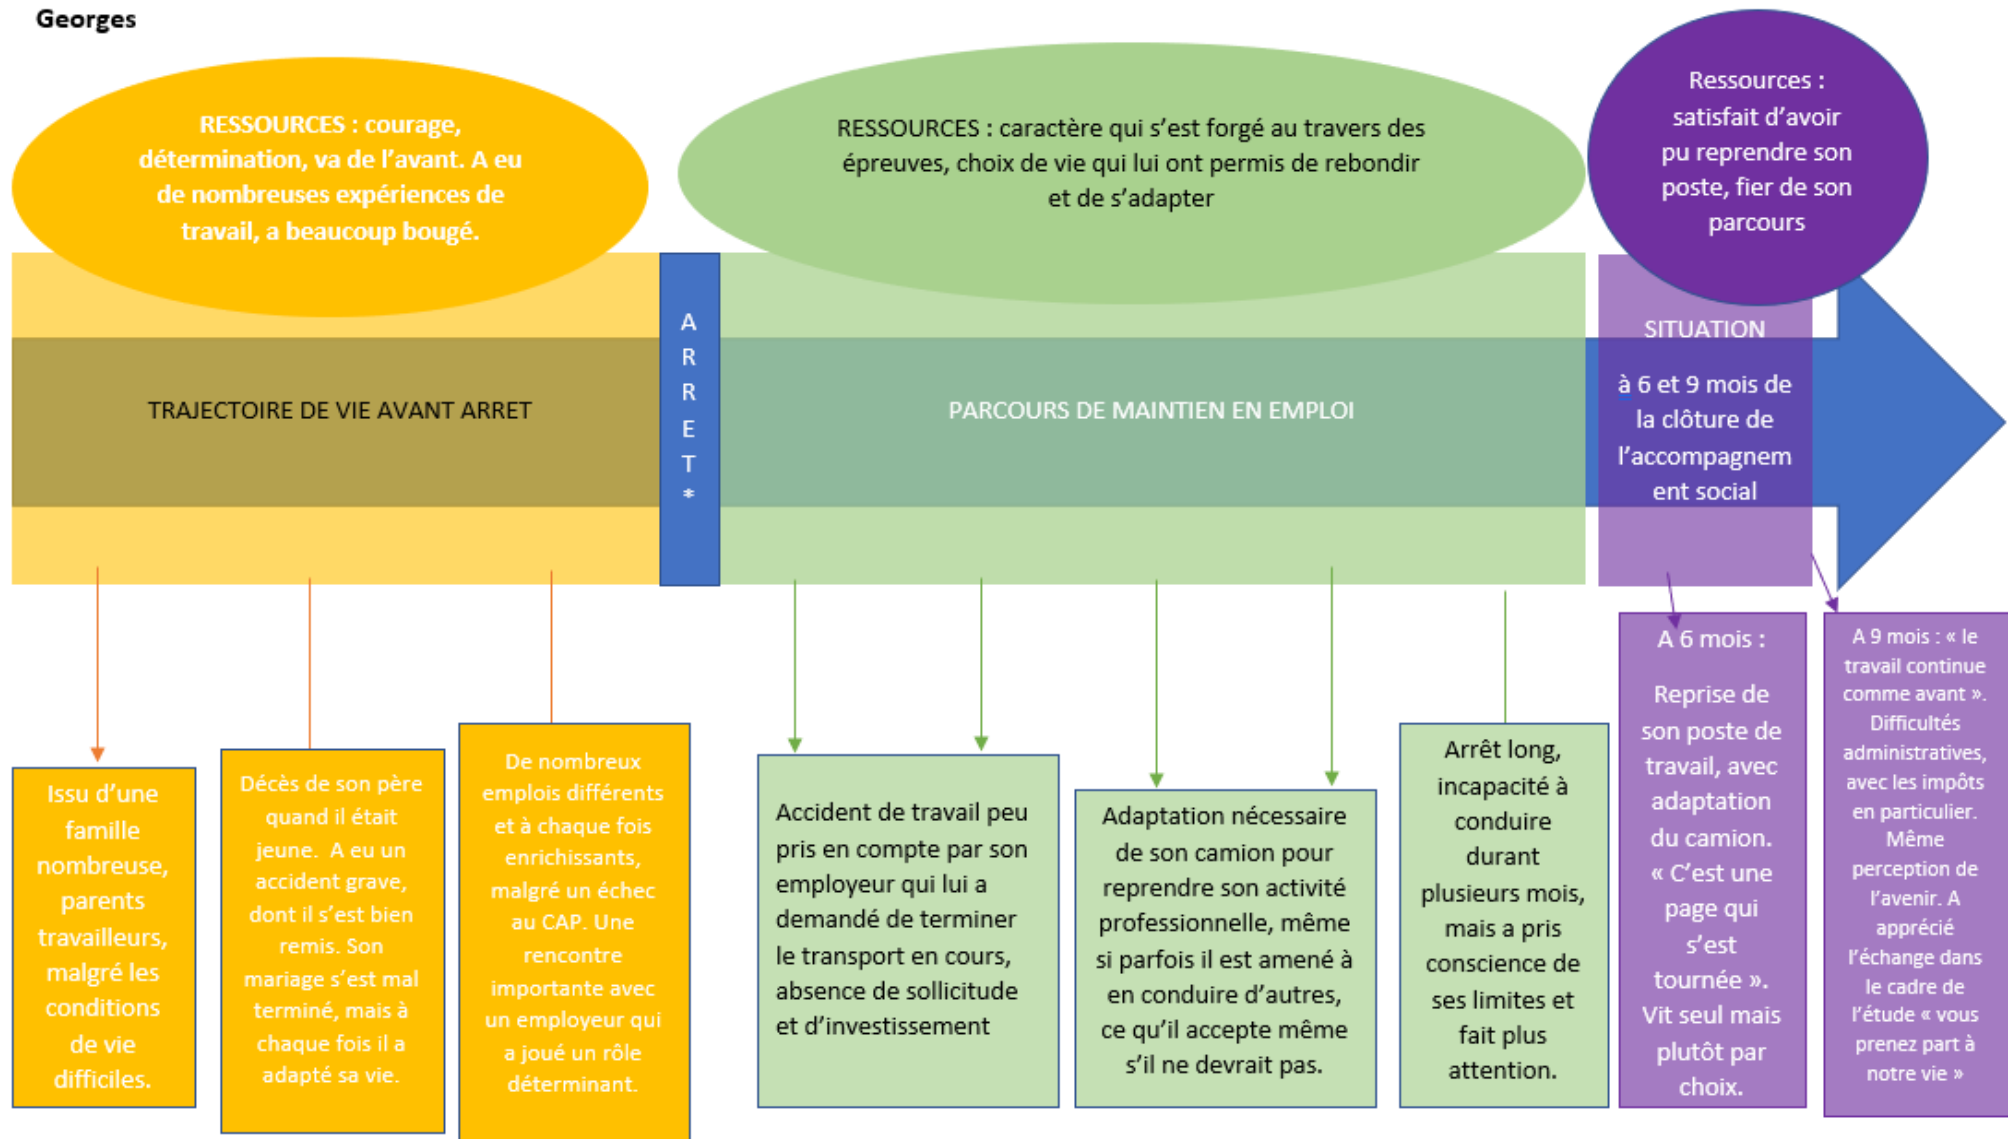 Georges
RESSOURCES : courage,
détermination, va de l’avant. A eu
de nombreuses expériences de
travail, a beaucoup bougé.
RESSOURCES : caractère qui s’est forgé au travers des
épreuves, choix de vie qui lui ont permis de rebondir
et de s’adapter
Ressources :
satisfait d’avoir
pu reprendre son
poste, fier de son
parcours
TRAJECTOIRE DE VIE AVANT ARRET
A
R
R
E
T
*
PARCOURS DE MAINTIEN EN EMPLOI
SITUATION
à 6 et 9 mois de
la clôture de
l’accompagnem
ent social
Issu d’une
famille
nombreuse,
parents
travailleurs,
malgré les
conditions
de vie
difficiles.
Décès de son père
quand il était
jeune.  A eu un
accident grave,
dont il s’est bien
remis. Son
mariage s’est mal
terminé, mais à
chaque fois il a
adapté sa vie.
De nombreux
emplois différents
et à chaque fois
enrichissants,
malgré un échec
au CAP. Une
rencontre
importante avec
un employeur qui
a joué un rôle
déterminant.
Accident de travail peu
pris en compte par son
employeur qui lui a
demandé de terminer
le transport en cours,
absence de sollicitude
et d’investissement
Adaptation nécessaire
de son camion pour
reprendre son activité
professionnelle, même
si parfois il est amené à
en conduire d’autres,
ce qu’il accepte même
s’il ne devrait pas.
Arrêt long,
incapacité à
conduire
durant
plusieurs mois,
mais a pris
conscience de
ses limites et
fait plus
attention.
A 6 mois :
Reprise de
son poste de
travail, avec
adaptation
du camion.
« C’est une
page qui
s’est
tournée ».
Vit seul mais
plutôt par
choix.
A 9 mois : « le
travail continue
comme avant ».
Difficultés
administratives,
avec les impôts
en particulier.
Même
perception de
l’avenir. A
apprécié
l’échange dans
le cadre de
l’étude « vous
prenez part à
notre vie »